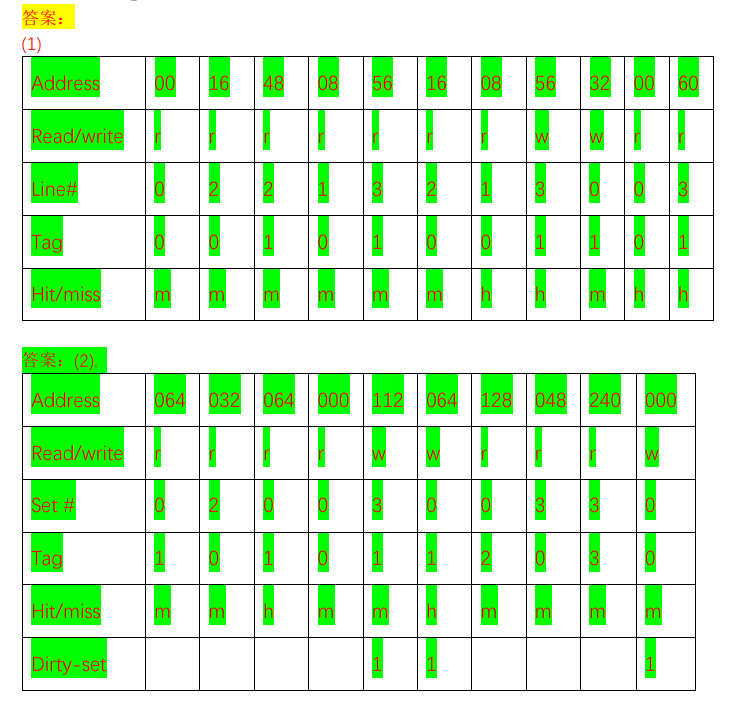 答案：
(1)
Address 00 16 48 08 56 16 08 56 32 00 60
Read/write r r r r r r r w w r r
Line# 0 2 2 1 3 2 1 3 0 0 3
Tag 0 0 1 0 1 0 0 1 1 0 1
Hit/miss m m m m m m h h m h h
答案：(2).
Address 064 032 064 000 112 064 128 048 240 000
Read/write r r r r w w r r r w
Set # 0 2 0 0 3 0 0 3 3 0
Tag 1 0 1 0 1 1 2 0 3 0
Hit/miss m m h m m h m m m m
Dirty-set 1 1 1